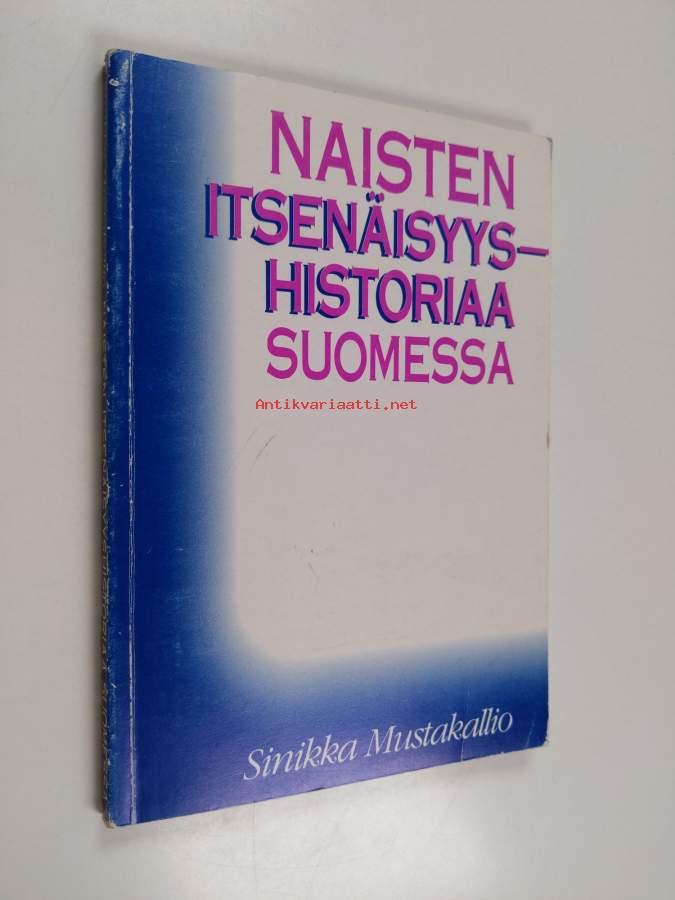 NAISTEN
ITSENÄISYYS–
HISTORIAA
SUOMESSA
Antikvariaatti.net
Sinikka Mustakallio